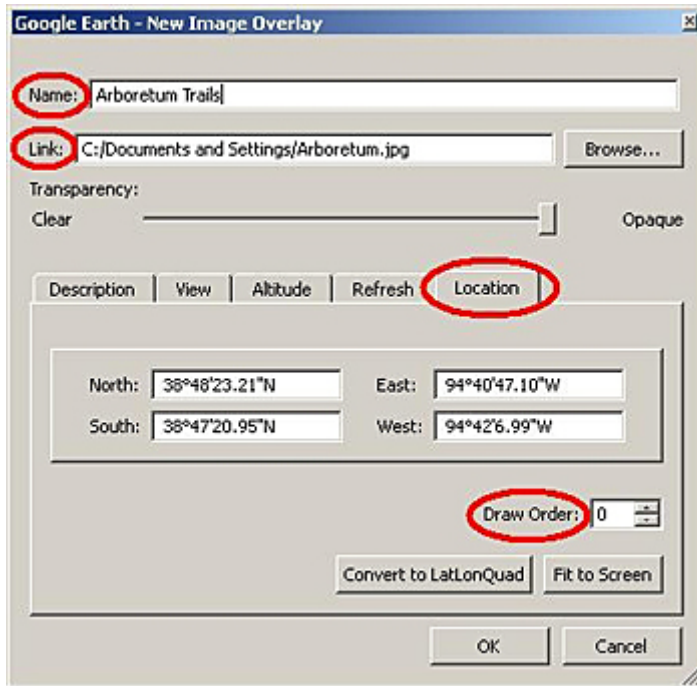 Google Earth - New Image Overlay
Name: Arboretum Trails
Link: C:/Documents and Settings/Arboretum.jpg Browse...
Transparency:
Clear Opaque
Description View Altitude Refresh Location
North: 38°48'23.21"N East: 94°40'47.10"W
South: 38°47'20.95"N West: 94°42'6.99"W
Draw Order: 0
Convert to LatLonQuad Fit to Screen
OK Cancel